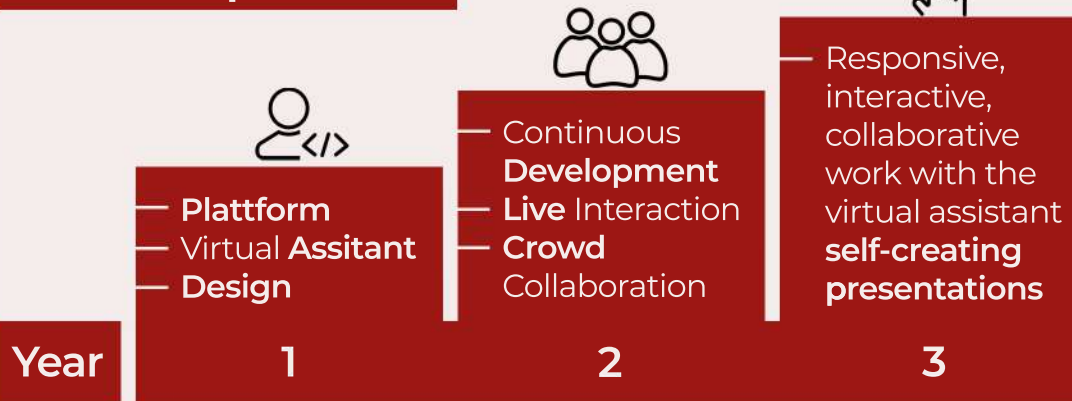 Plattform
Virtual Assitant
Design
Continuous
Development
Live Interaction
Crowd
Collaboration
Responsive,
interactive,
collaborative
work with the
virtual assistant
self-creating
presentations
Year 1 2 3